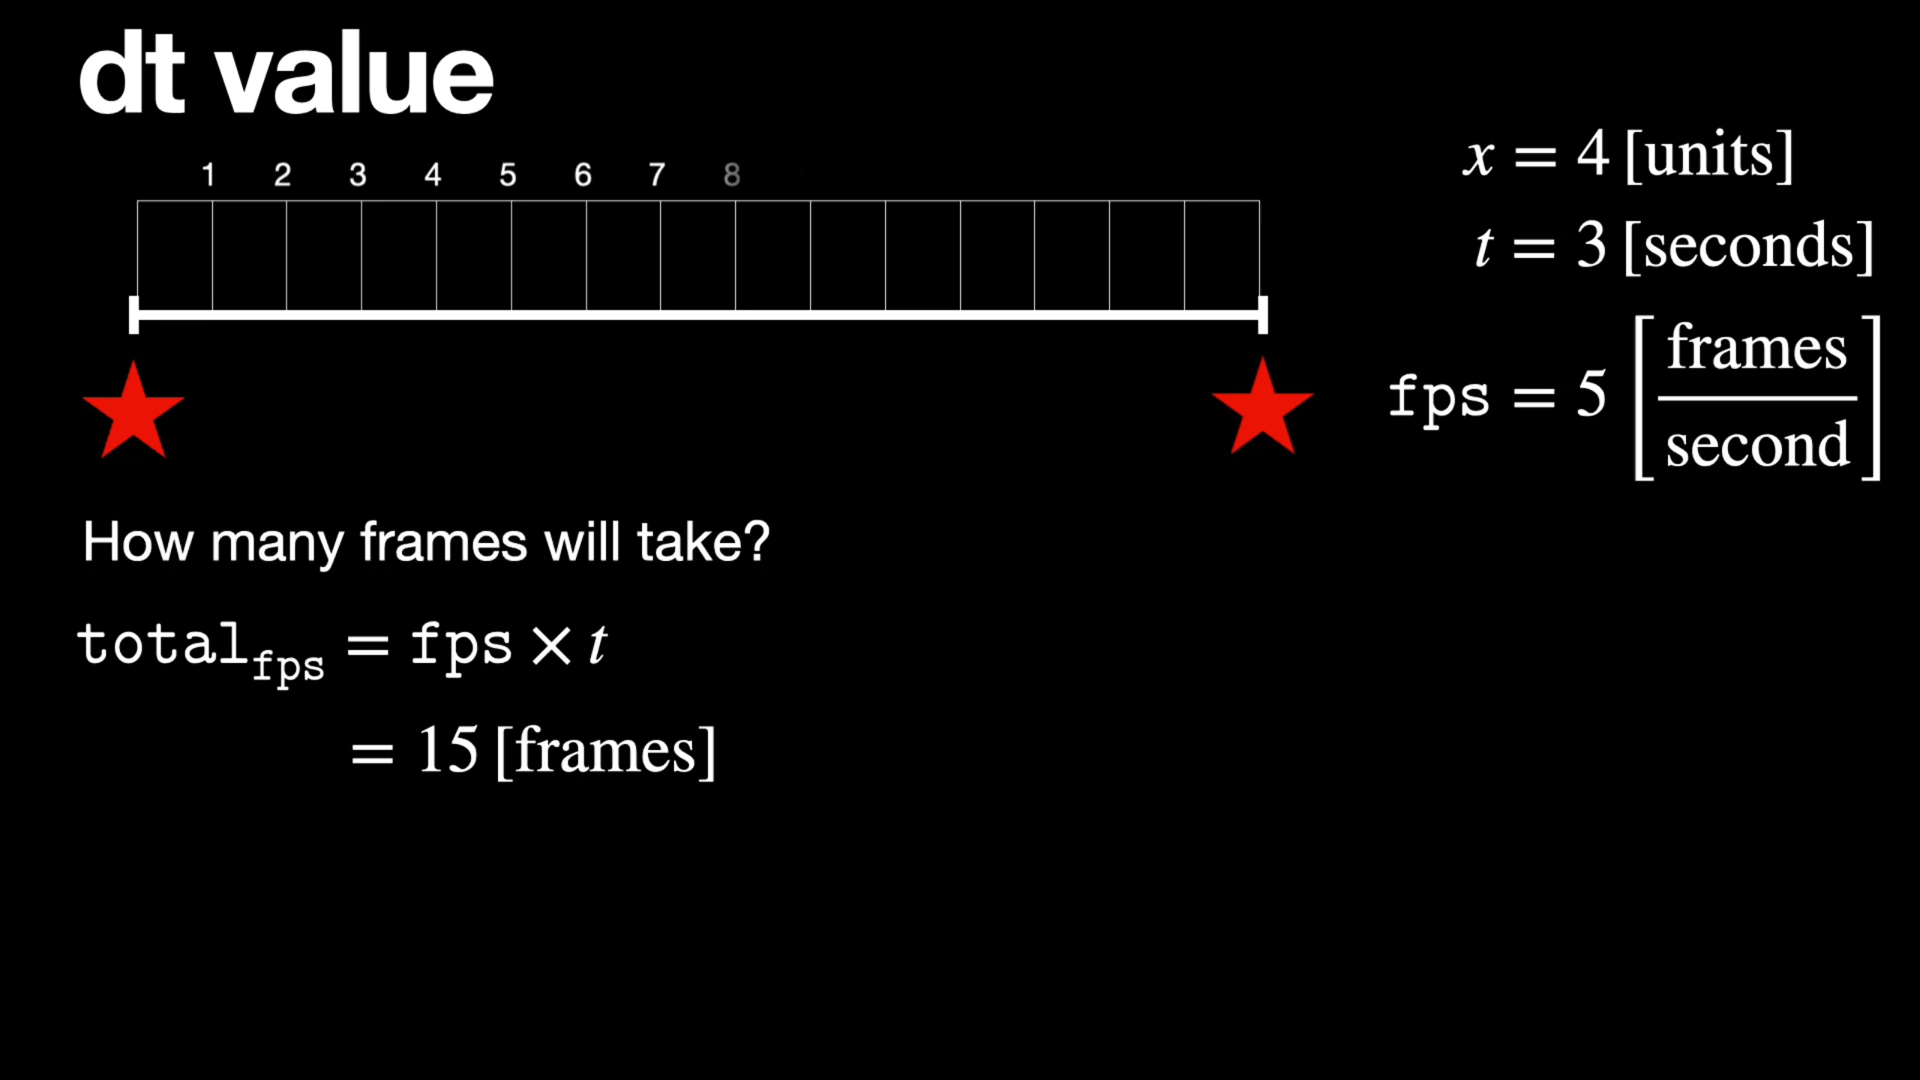 dt value
1 2 3 4 5 6 7 8
x = 4 [units]
t = 3 [seconds]
fps = 5 [frames/second]
How many frames will take?
total_fps = fps × t
= 15 [frames]